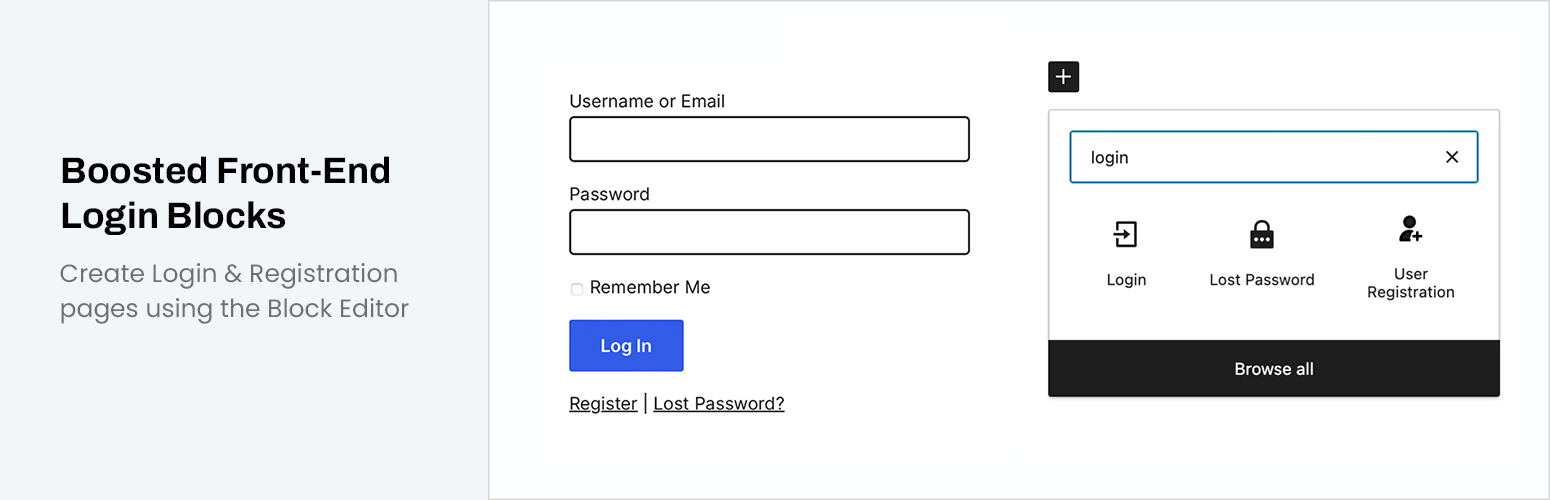 Boosted Front-End
Login Blocks
Create Login & Registration
pages using the Block Editor
Username or Email
Password
Remember Me
Log In
Register | Lost Password?
login
Login
Lost Password
User
Registration
Browse all